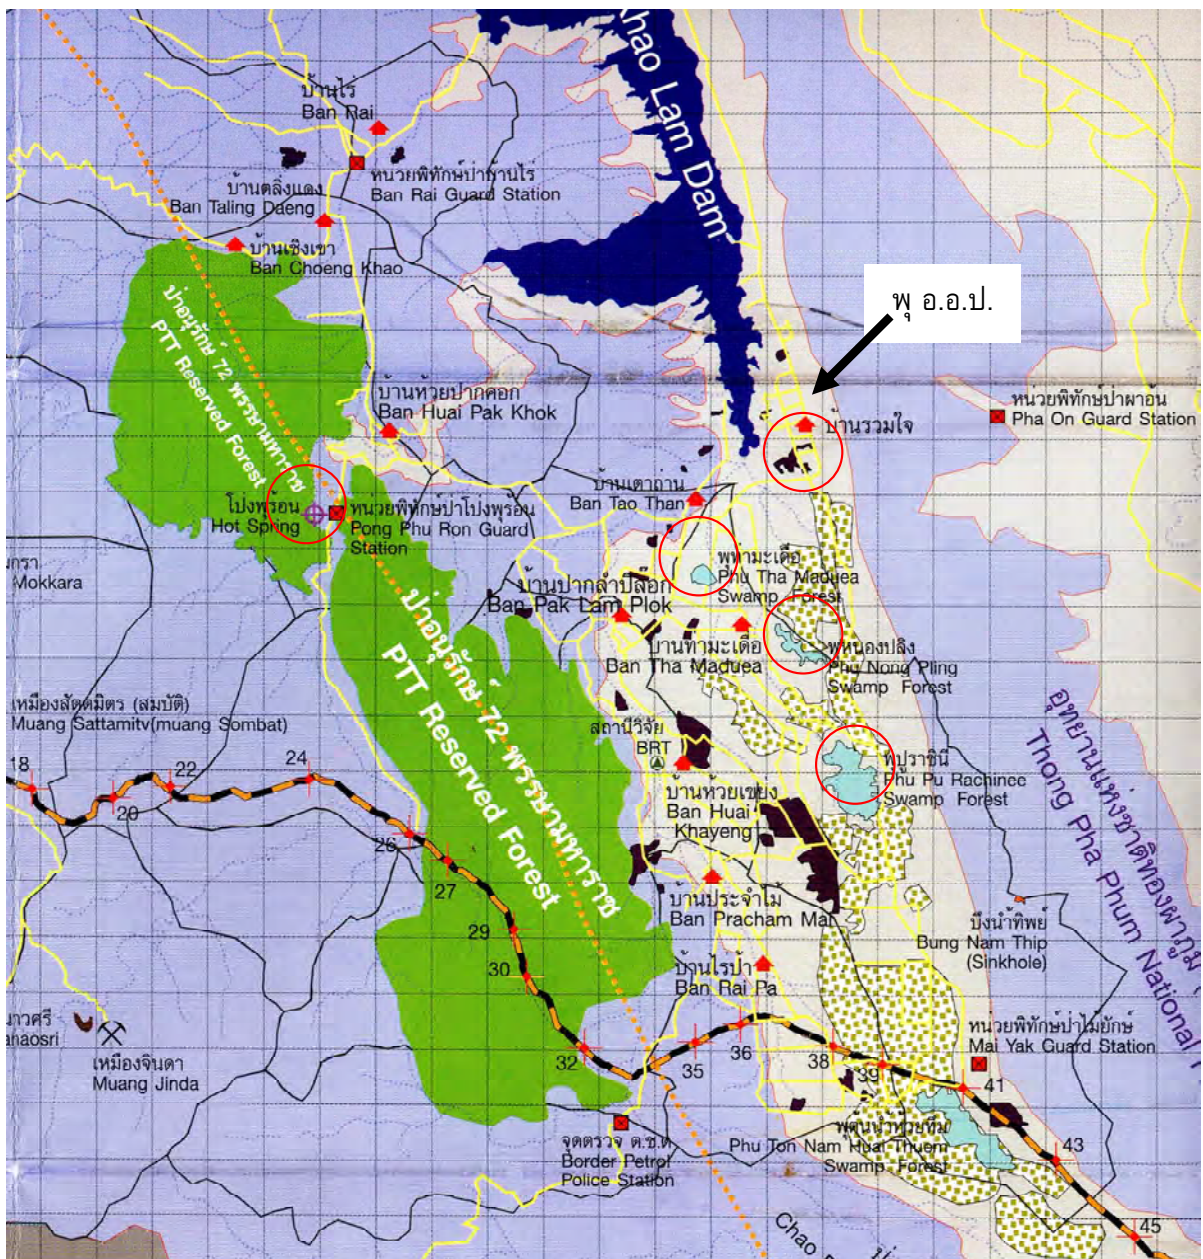 Khao Lam Dam
บ้านไร่
Ban Rai
หน่วยพิทักษ์ป่าบ้านไร่
Ban Rai Guard Station
บ้านตลิ่งแดง
Ban Taling Daeng
บ้านเชิงเขา
Ban Choeng Khao
พุ อ.อ.ป.
ป่าอนุรักษ์ 72 พรรษามหาราช
PTT Reserved Forest
บ้านห้วยปากคอก
Ban Huai Pak Khok
หน่วยพิทักษ์ป่าผาอ้น
Pha On Guard Station
บ้านรวมใจ
บ้านเตาถ่าน
Ban Tao Than
โป่งพุร้อน
Hot Spring
หน่วยพิทักษ์ป่าโป่งพุร้อน
Pong Phu Ron Guard
Station
Mokkara
พุท่ามะเดื่อ
Phu Tha Maduea
Swamp Forest
บ้านปากลำปิล๊อก
Ban Pak Lam Plok
บ้านท่ามะเดื่อ
Ban Tha Maduea
พุหนองปลิง
Phu Nong Pling
Swamp Forest
ป่าอนุรักษ์ 72 พรรษามหาราช
PTT Reserved Forest
เหมืองสัตตมิตร (สมบัติ)
Muang Sattamitv(muang Sombat)
สถานีวิจัย
BRT
พุปูราชินี
Phu Pu Rachinee
Swamp Forest
อุทยานแห่งชาติทองผาภูมิ
Thong Pha Phum National
18
20
22
24
26
27
29
30
32
35
36
38
39
41
43
45
บ้านห้วยเขย่ง
Ban Huai
Khayeng
บ้านประจำไม้
Ban Pracham Mai
บึงน้ำทิพย์
Bung Nam Thip
(Sinkhole)
บ้านไร่ป้า
Ban Rai Pa
หน่วยพิทักษ์ป่าไม้ยักษ์
Mai Yak Guard Station
เหมืองจินดา
Muang Jinda
จุดตรวจ ต.ช.ด.
Border Petrol
Police Station
พุต้นน้ำห้วยทึม
Phu Ton Nam Huai Thuem
Swamp Forest
Chao